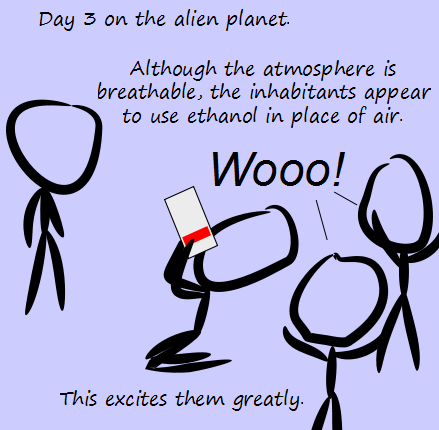 Day 3 on the alien planet.
Although the atmosphere is
breathable, the inhabitants appear
to use ethanol in place of air.
Wooo!
This excites them greatly.